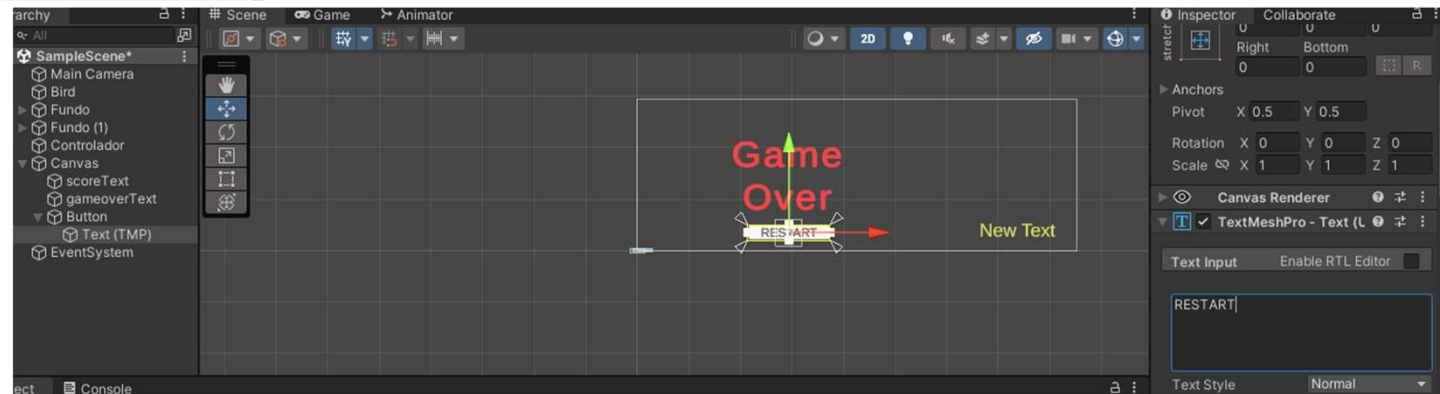 archy
Scene
Game
Animator
Inspector
Collaborate
All
SampleScene*
Main Camera
Bird
Fundo
Fundo (1)
Controlador
Canvas
scoreText
gameoverText
Button
Text (TMP)
EventSystem
2D
Game
Over
RESTART
New Text
stretch
0 0 0
Right Bottom
0 0
R
Anchors
Pivot X 0.5 Y 0.5
Rotation X 0 Y 0 Z 0
Scale X 1 Y 1 Z 1
Canvas Renderer
T TextMeshPro - Text (U
Text Input Enable RTL Editor
RESTART
Text Style Normal
ect Console